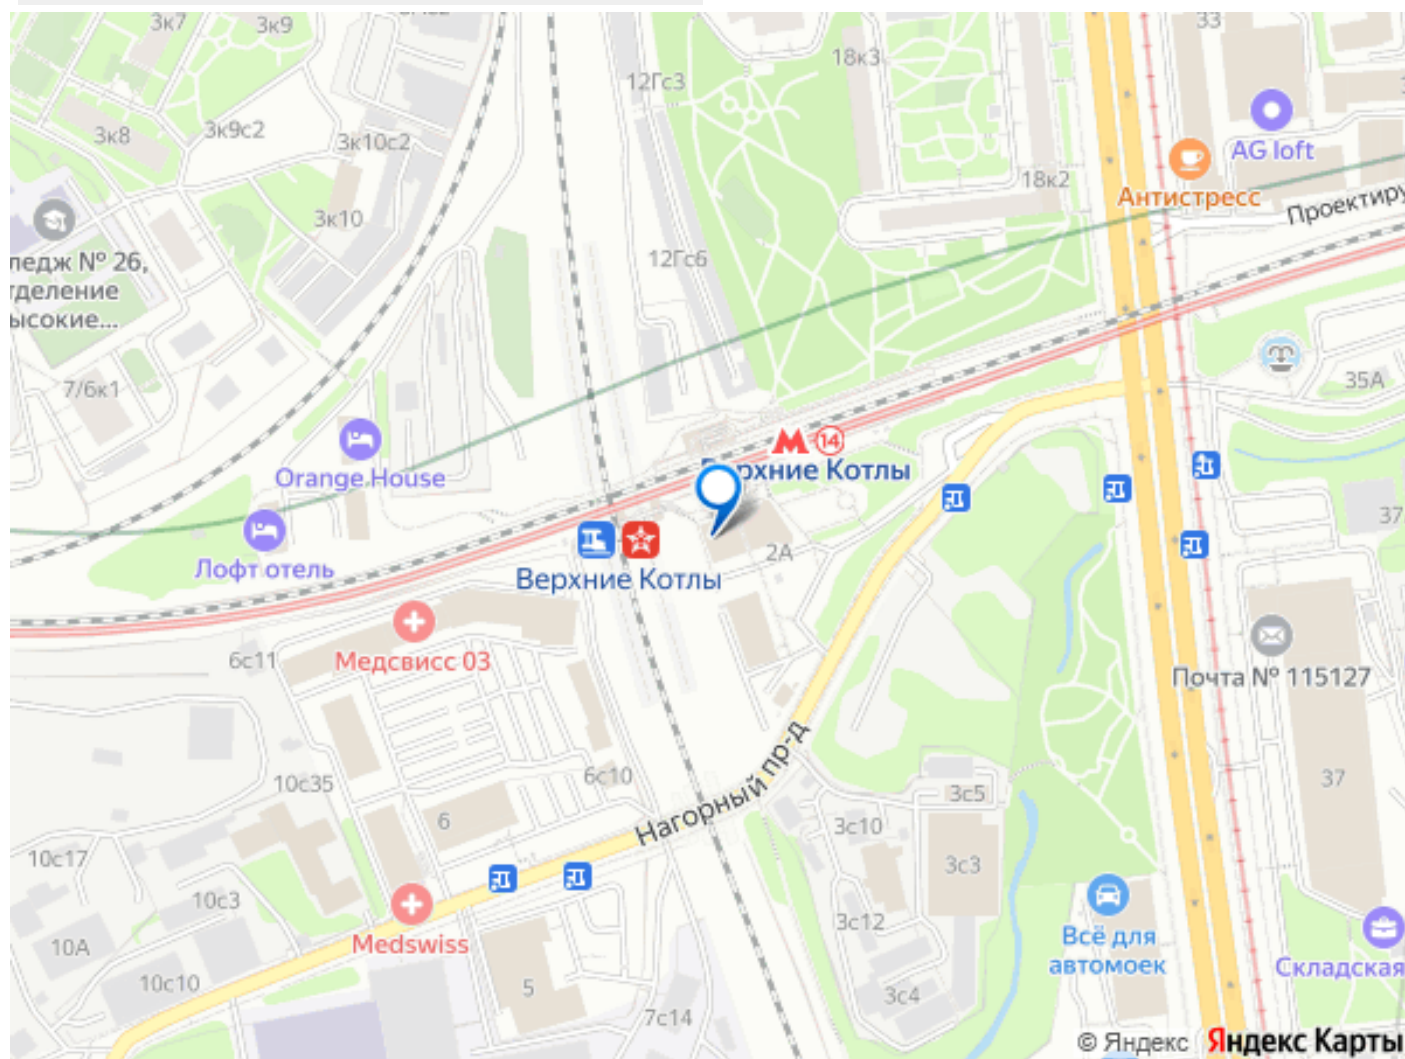 3к7
3к9
33
18к3
12Гс3
AG loft
3к8
3к9с2
3к10с2
18к2
Антистресс
3к10
Проектиру
12Гс6
ледж № 26,
тделение
ысокие...
7/6к1
35А
14
Верхние Котлы
Orange House
37
2А
Лофт отель
Верхние Котлы
6с11
Медсвисс 03
Почта № 115127
10с35
6с10
Нагорный пр-д
3с5
37
6
3с10
10с17
3с3
10с3
3с12
10А
Medswiss
Всё для
автомоек
Складская
10с10
5
3с4
7с14
© Яндекс Яндекс Карты